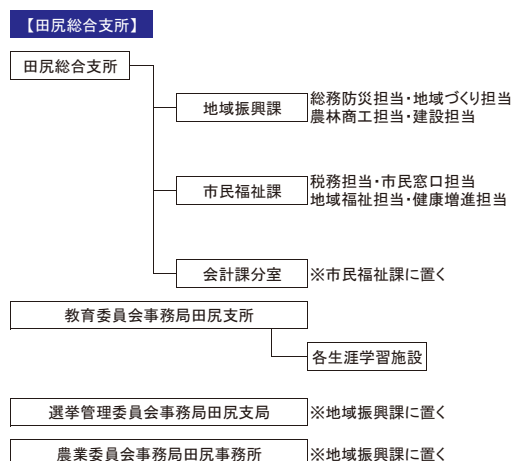 【田尻総合支所】
田尻総合支所
地域振興課
総務防災担当・地域づくり担当
農林商工担当・建設担当
市民福祉課
税務担当・市民窓口担当
地域福祉担当・健康増進担当
会計課分室
※市民福祉課に置く
教育委員会事務局田尻支所
各生涯学習施設
選挙管理委員会事務局田尻支局
※地域振興課に置く
農業委員会事務局田尻事務所
※地域振興課に置く